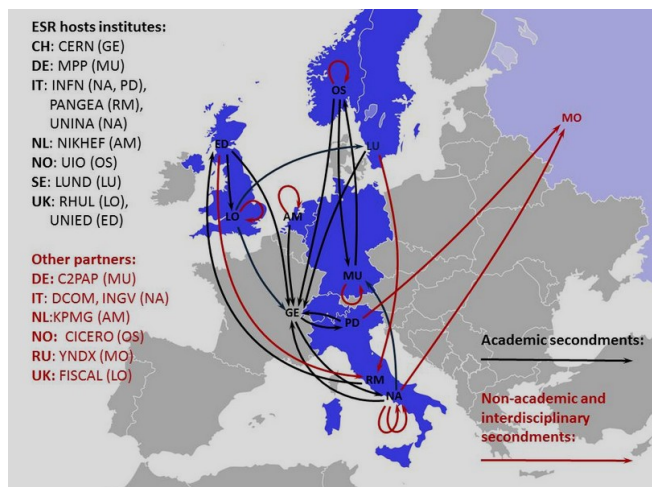 ESR hosts institutes:
CH: CERN (GE)
DE: MPP (MU)
IT: INFN (NA, PD),
PANGEA (RM),
UNINA (NA)
NL: NIKHEF (AM)
NO: UIO (OS)
SE: LUND (LU)
UK: RHUL (LO),
UNIED (ED)
Other partners:
DE: C2PAP (MU)
IT: DCOM, INGV (NA)
NL:KPMG (AM)
NO: CICERO (OS)
RU: YNDX (MO)
UK: FISCAL (LO)
OS
MO
ED
LU
LO
AM
MU
GE
PD
RM
NA
Academic secondments:
Non-academic and
interdisciplinary
secondments: